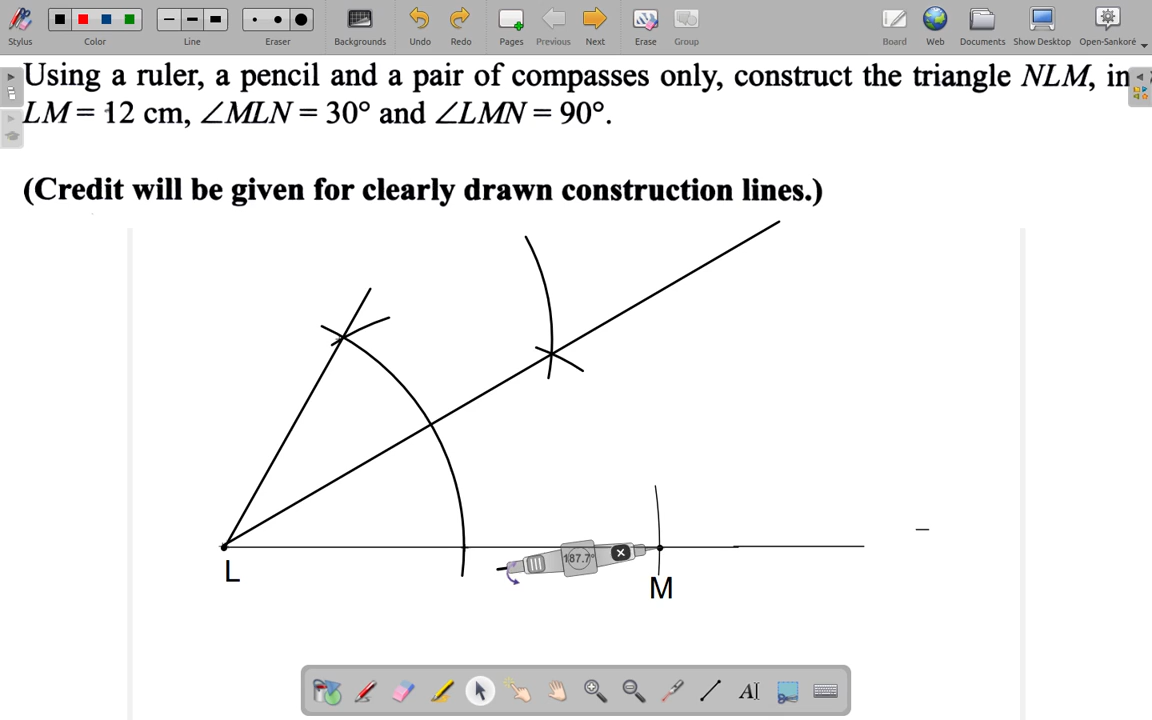 Stylus Color Line Eraser Backgrounds Undo Redo Pages Previous Next Erase Group Board Web Documents Show Desktop Open-Sankoré
Using a ruler, a pencil and a pair of compasses only, construct the triangle NLM, in
LM = 12 cm, ∠MLN = 30° and ∠LMN = 90°.
(Credit will be given for clearly drawn construction lines.)
187.7°
L
M
AI